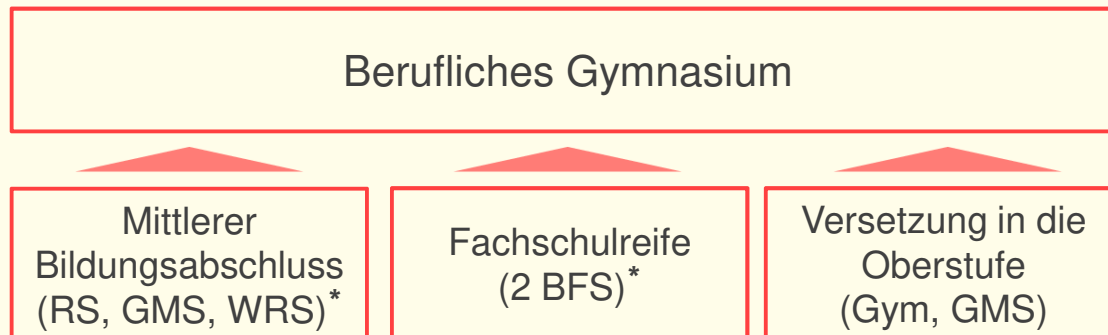 Berufliches Gymnasium
Mittlerer
Bildungsabschluss
(RS, GMS, WRS)*
Fachschulreife
(2 BFS)*
Versetzung in die
Oberstufe
(Gym, GMS)